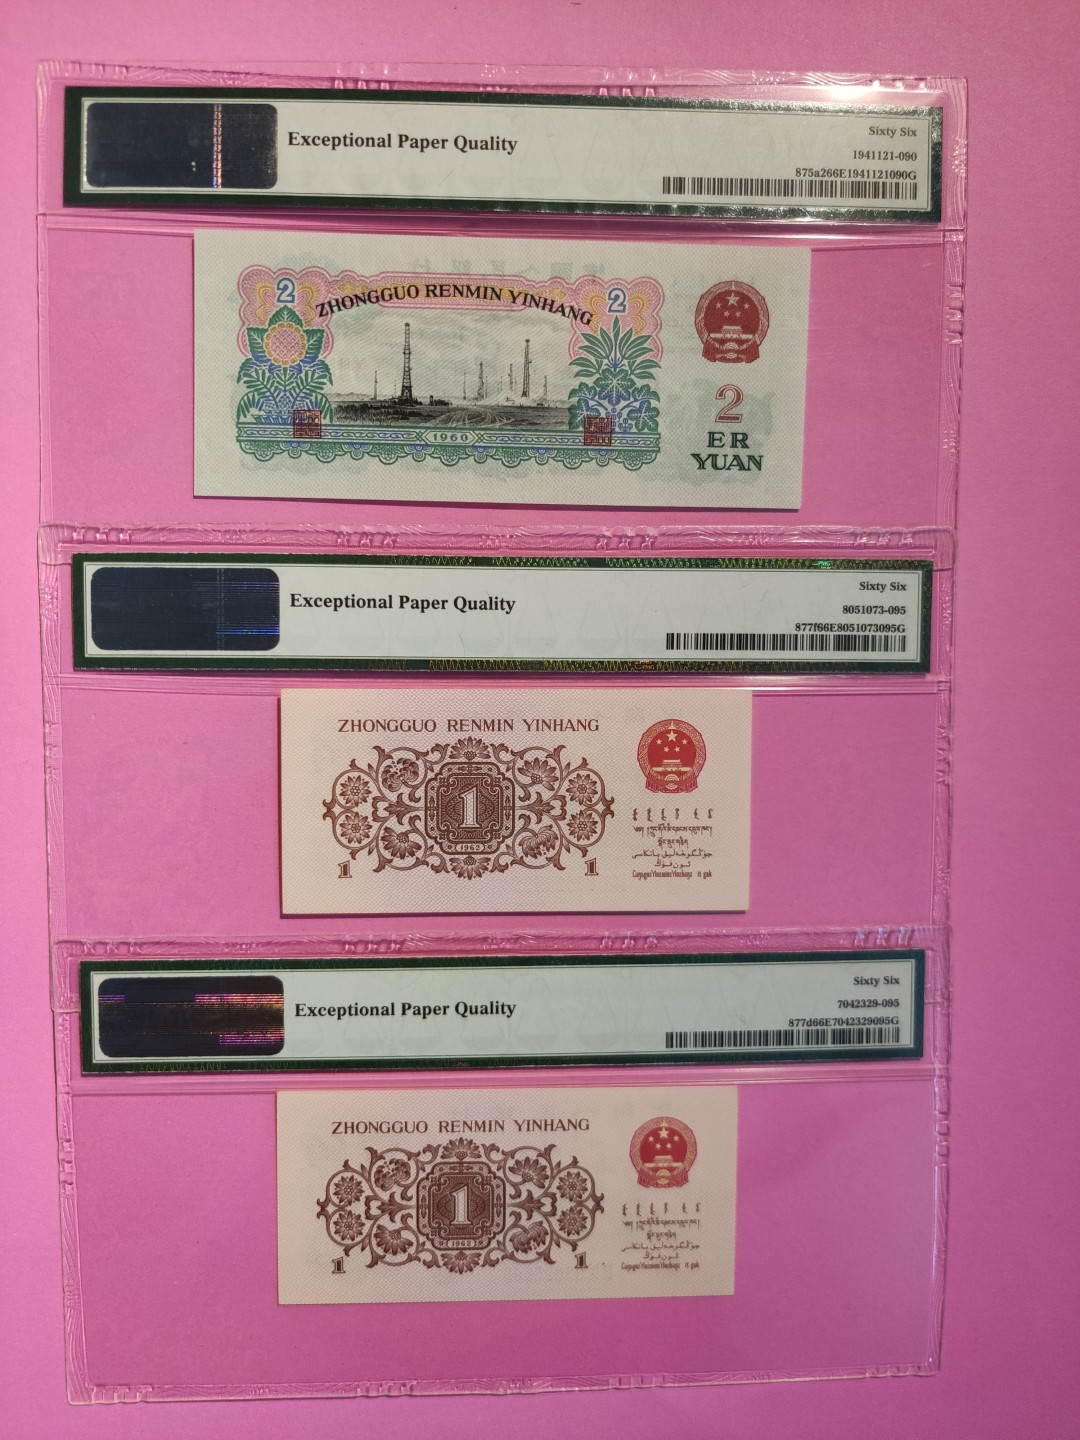 Exceptional Paper Quality
Sixty Six
1941121-090
875a266E1941121090G
2
2
ZHONGGUO RENMIN YINHANG
1960
2
ER
YUAN
Exceptional Paper Quality
Sixty Six
8051073-095
877f66E8051073095G
ZHONGGUO RENMIN YINHANG
1
1962
1
1
Exceptional Paper Quality
Sixty Six
7042329-095
877d66E7042329095G
ZHONGGUO RENMIN YINHANG
1
1962
1
1